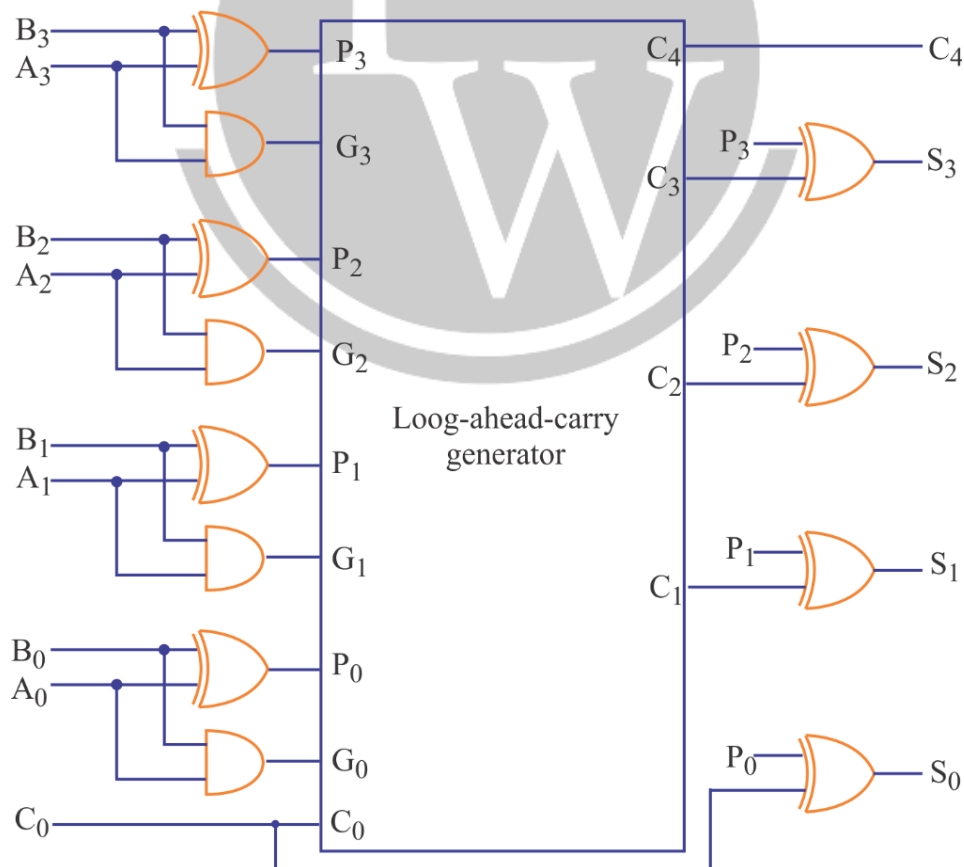 B3
A3
P3
G3
C4
C4
P3
C3
S3
B2
A2
P2
G2
P2
C2
S2
Loog-ahead-carry
generator
B1
A1
P1
G1
P1
C1
S1
B0
A0
P0
G0
P0
S0
C0
C0
W